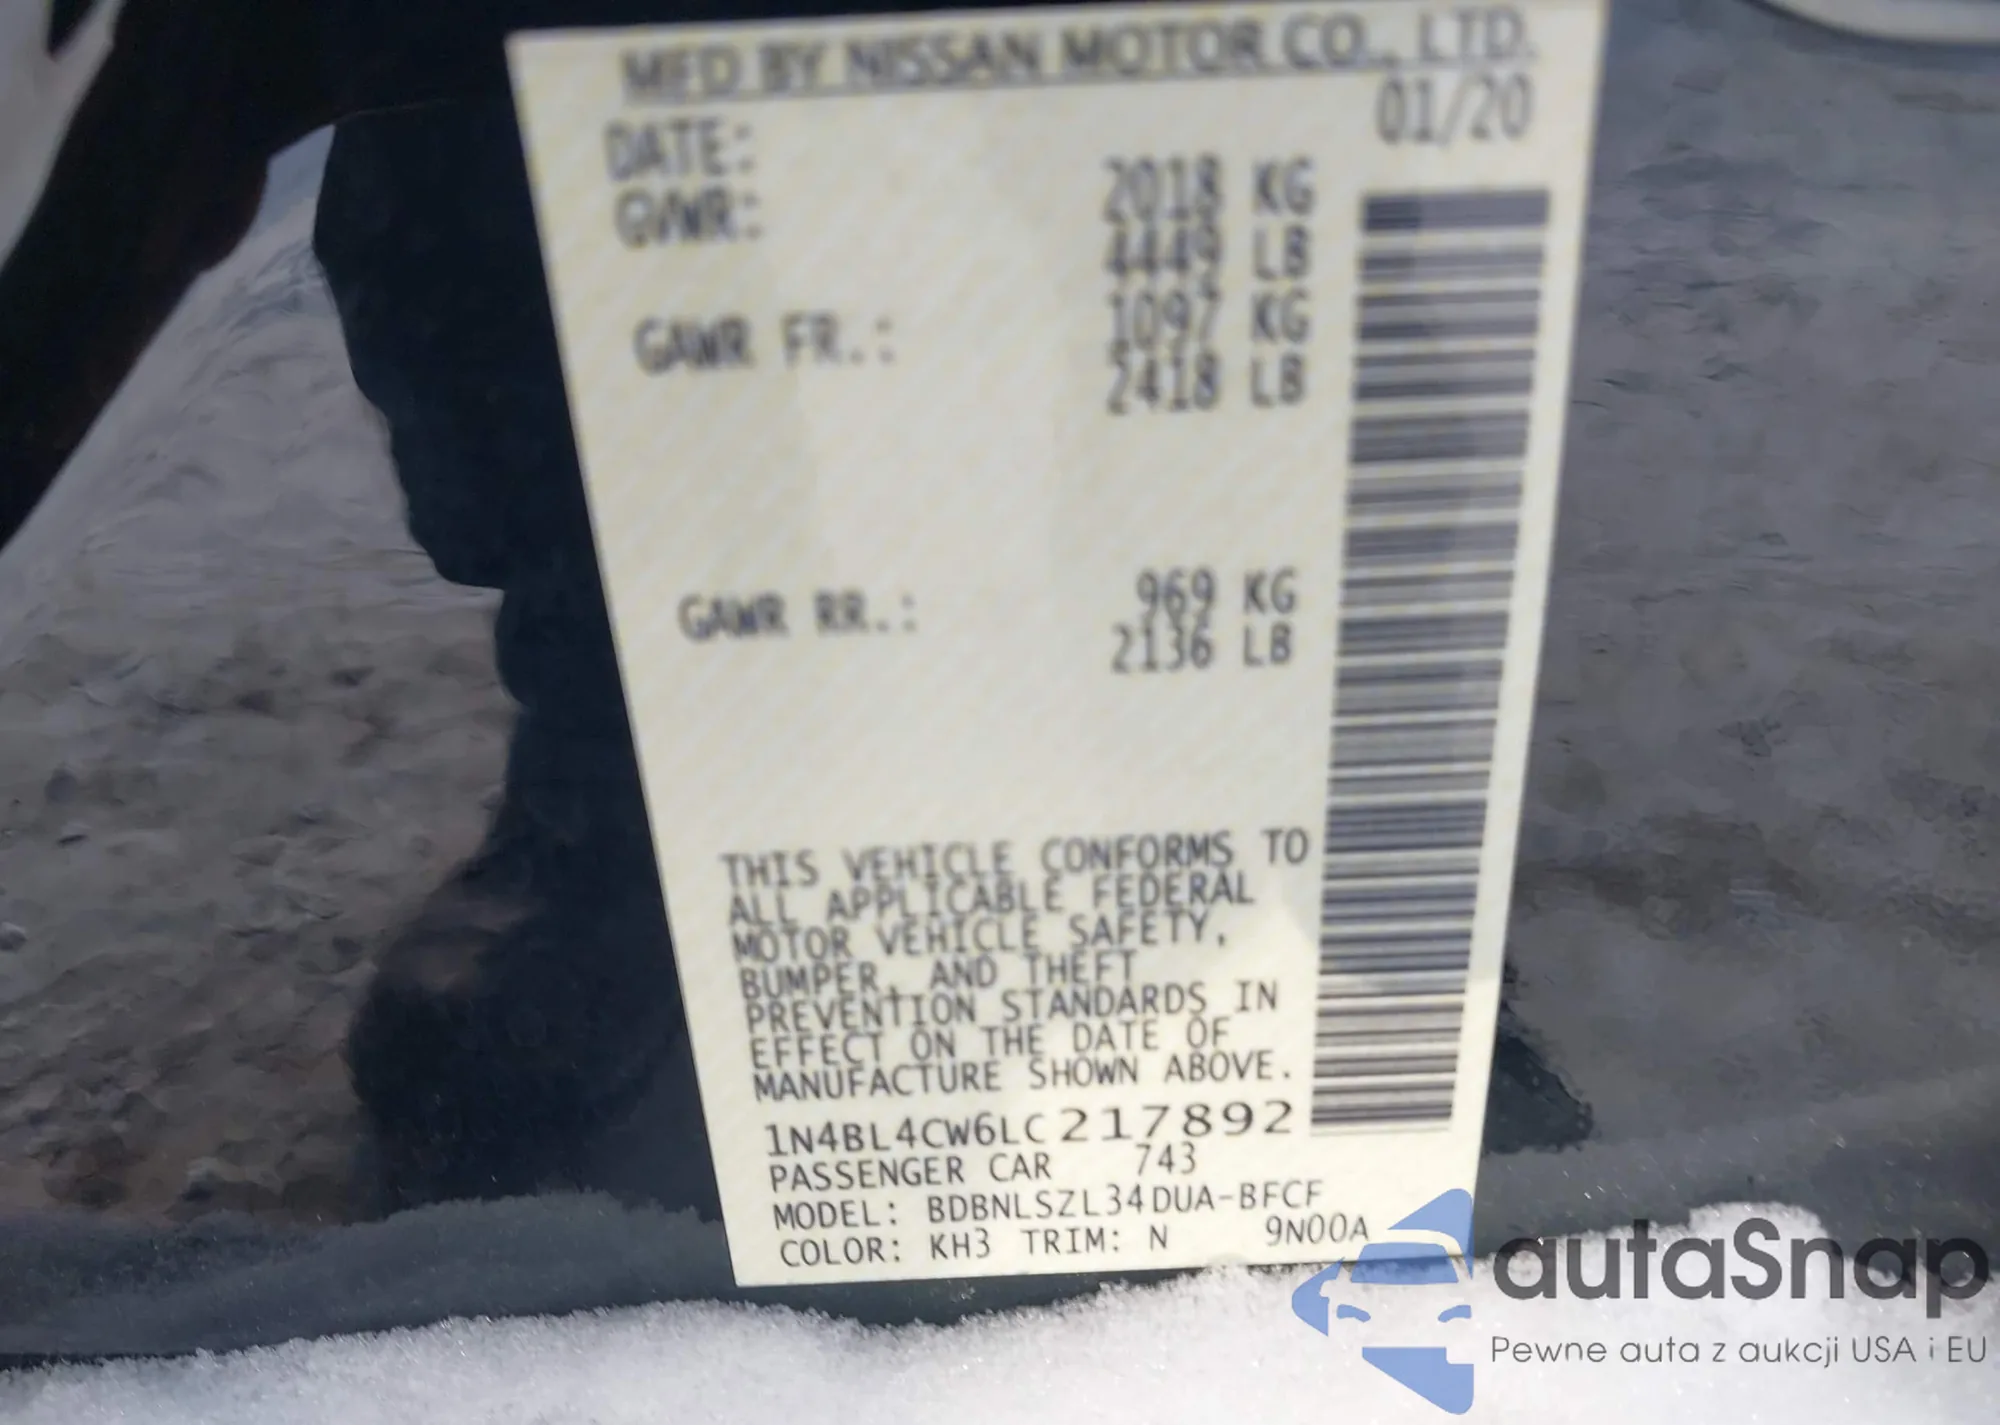 MFD BY NISSAN MOTOR CO., LTD.
DATE: 01/20
GVWR: 2018 KG
4449 LB
GAWR FR.: 1097 KG
2418 LB
GAWR RR.: 969 KG
2136 LB
THIS VEHICLE CONFORMS TO
ALL APPLICABLE FEDERAL
MOTOR VEHICLE SAFETY,
BUMPER, AND THEFT
PREVENTION STANDARDS IN
EFFECT ON THE DATE OF
MANUFACTURE SHOWN ABOVE.
1N4BL4CW6LC217892
PASSENGER CAR 743
MODEL: BDBNLSZL34DUA-BFCF
COLOR: KH3 TRIM: N 9N00A
autaSnap
Pewne auta z aukcji USA i EU